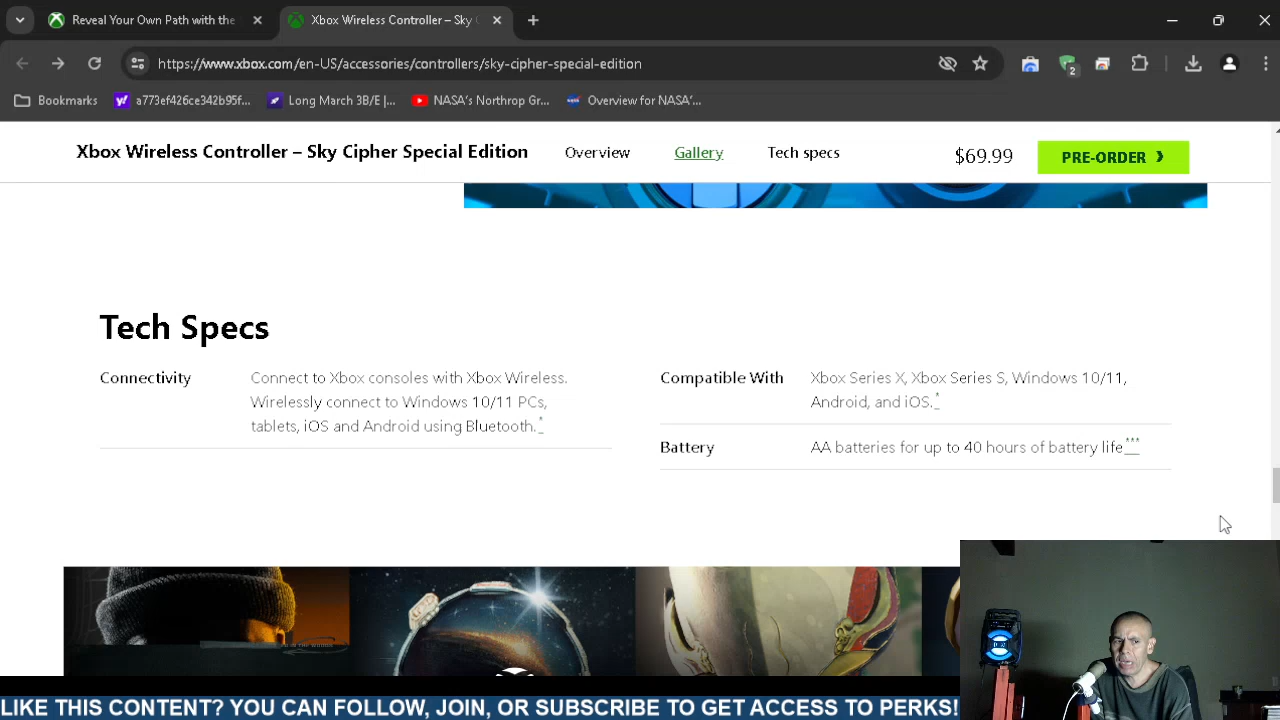 Reveal Your Own Path with the
Xbox Wireless Controller – Sky C
https://www.xbox.com/en-US/accessories/controllers/sky-cipher-special-edition
2
Bookmarks
a773ef426ce342b95f...
Long March 3B/E |...
NASA's Northrop Gr...
Overview for NASA'...
Xbox Wireless Controller – Sky Cipher Special Edition
Overview
Gallery
Tech specs
$69.99
PRE-ORDER
Tech Specs
Connectivity
Connect to Xbox consoles with Xbox Wireless.
Wirelessly connect to Windows 10/11 PCs,
tablets, iOS and Android using Bluetooth.*
Compatible With
Xbox Series X, Xbox Series S, Windows 10/11,
Android, and iOS.*
Battery
AA batteries for up to 40 hours of battery life***
LIKE THIS CONTENT? YOU CAN FOLLOW, JOIN, OR SUBSCRIBE TO GET ACCESS TO PERKS!